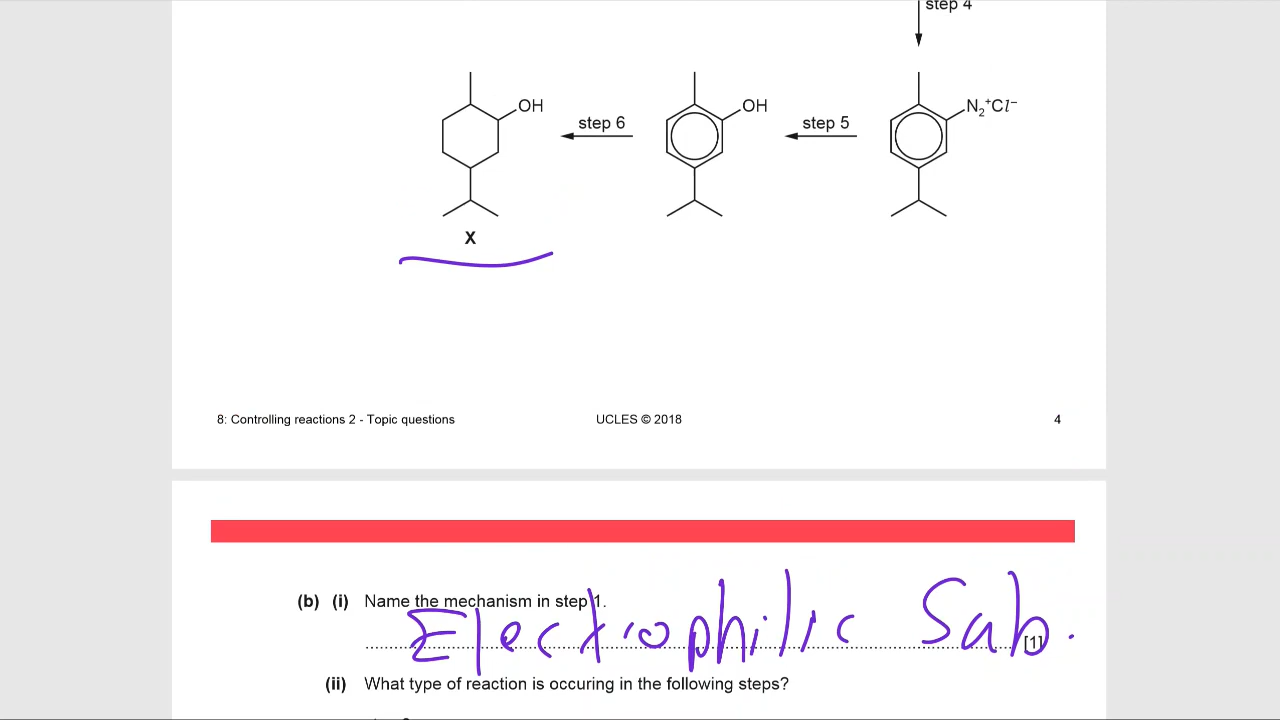 step 4
OH
step 6
OH
step 5
N₂⁺Cl⁻
X
8: Controlling reactions 2 - Topic questions UCLES © 2018 4
(b) (i) Name the mechanism in step 1.
Electrophilic Sub.
[1]
(ii) What type of reaction is occuring in the following steps?